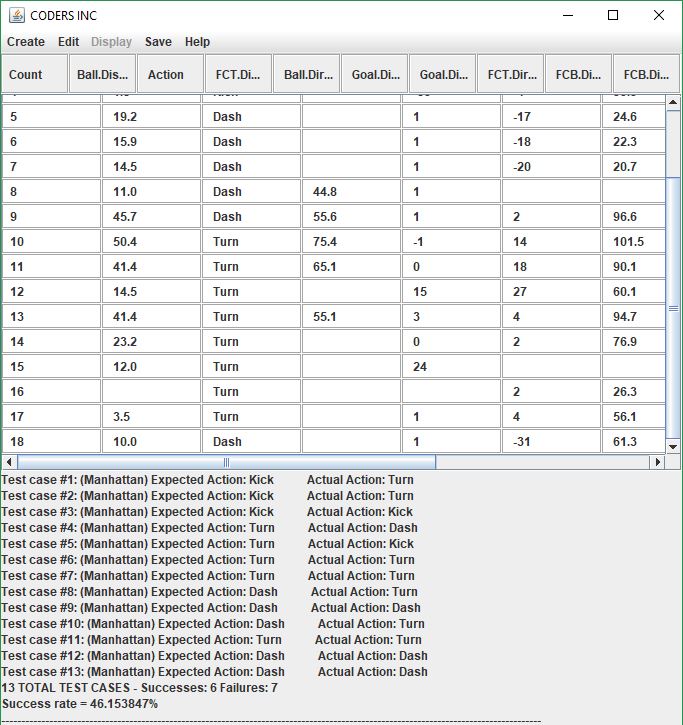 CODERS INC
Create Edit Display Save Help
Count Ball.Dis... Action FCT.Di... Ball.Dir... Goal.Di... Goal.Di... FCT.Dir... FCB.Di... FCB.Di...
5 19.2 Dash 1 -17 24.6
6 15.9 Dash 1 -18 22.3
7 14.5 Dash 1 -20 20.7
8 11.0 Dash 44.8 1
9 45.7 Dash 55.6 1 2 96.6
10 50.4 Turn 75.4 -1 14 101.5
11 41.4 Turn 65.1 0 18 90.1
12 14.5 Turn 15 27 60.1
13 41.4 Turn 55.1 3 4 94.7
14 23.2 Turn 0 2 76.9
15 12.0 Turn 24
16 Turn 2 26.3
17 3.5 Turn 1 4 56.1
18 10.0 Dash 1 -31 61.3
Test case #1: (Manhattan) Expected Action: Kick Actual Action: Turn
Test case #2: (Manhattan) Expected Action: Kick Actual Action: Turn
Test case #3: (Manhattan) Expected Action: Kick Actual Action: Kick
Test case #4: (Manhattan) Expected Action: Turn Actual Action: Dash
Test case #5: (Manhattan) Expected Action: Turn Actual Action: Kick
Test case #6: (Manhattan) Expected Action: Turn Actual Action: Turn
Test case #7: (Manhattan) Expected Action: Turn Actual Action: Turn
Test case #8: (Manhattan) Expected Action: Dash Actual Action: Turn
Test case #9: (Manhattan) Expected Action: Dash Actual Action: Dash
Test case #10: (Manhattan) Expected Action: Dash Actual Action: Turn
Test case #11: (Manhattan) Expected Action: Turn Actual Action: Turn
Test case #12: (Manhattan) Expected Action: Dash Actual Action: Dash
Test case #13: (Manhattan) Expected Action: Dash Actual Action: Dash
13 TOTAL TEST CASES - Successes: 6 Failures: 7
Success rate = 46.153847%